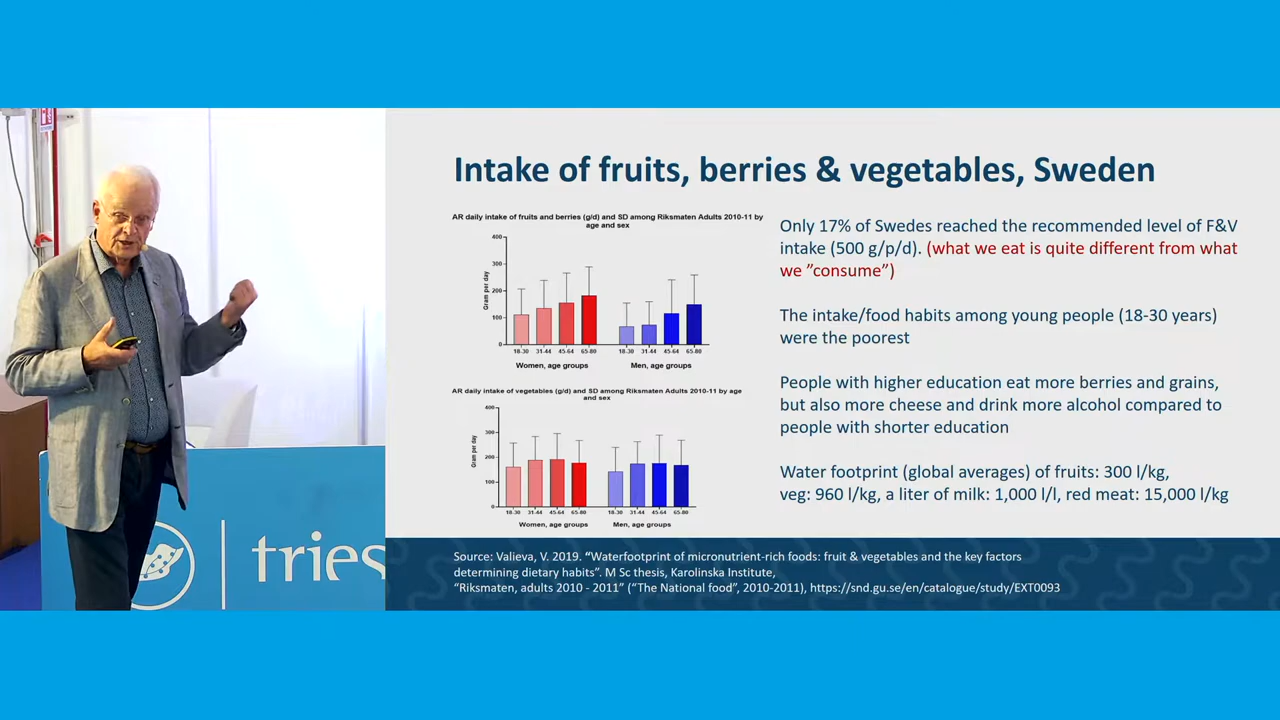 Intake of fruits, berries & vegetables, Sweden
AR daily intake of fruits and berries (g/d) and SD among Riksmaten Adults 2010-11 by
age and sex
Gram per day
400
300
200
100
0
18-30 31-44 45-64 65-80
18-30 31-44 45-64 65-80
Women, age groups
Men, age groups
AR daily intake of vegetables (g/d) and SD among Riksmaten Adults 2010-11 by age
and sex
Gram per day
400
300
200
100
0
18-30 31-44 45-64 65-80
18-30 31-44 45-64 65-80
Women, age groups
Men, age groups
Only 17% of Swedes reached the recommended level of F&V
intake (500 g/p/d). (what we eat is quite different from what
we ”consume”)
The intake/food habits among young people (18-30 years)
were the poorest
People with higher education eat more berries and grains,
but also more cheese and drink more alcohol compared to
people with shorter education
Water footprint (global averages) of fruits: 300 l/kg,
veg: 960 l/kg, a liter of milk: 1,000 l/l, red meat: 15,000 l/kg
Source: Valieva, V. 2019. “Waterfootprint of micronutrient-rich foods: fruit & vegetables and the key factors
determining dietary habits”. M Sc thesis, Karolinska Institute,
“Riksmaten, adults 2010 - 2011” (“The National food”, 2010-2011), https://snd.gu.se/en/catalogue/study/EXT0093
tries